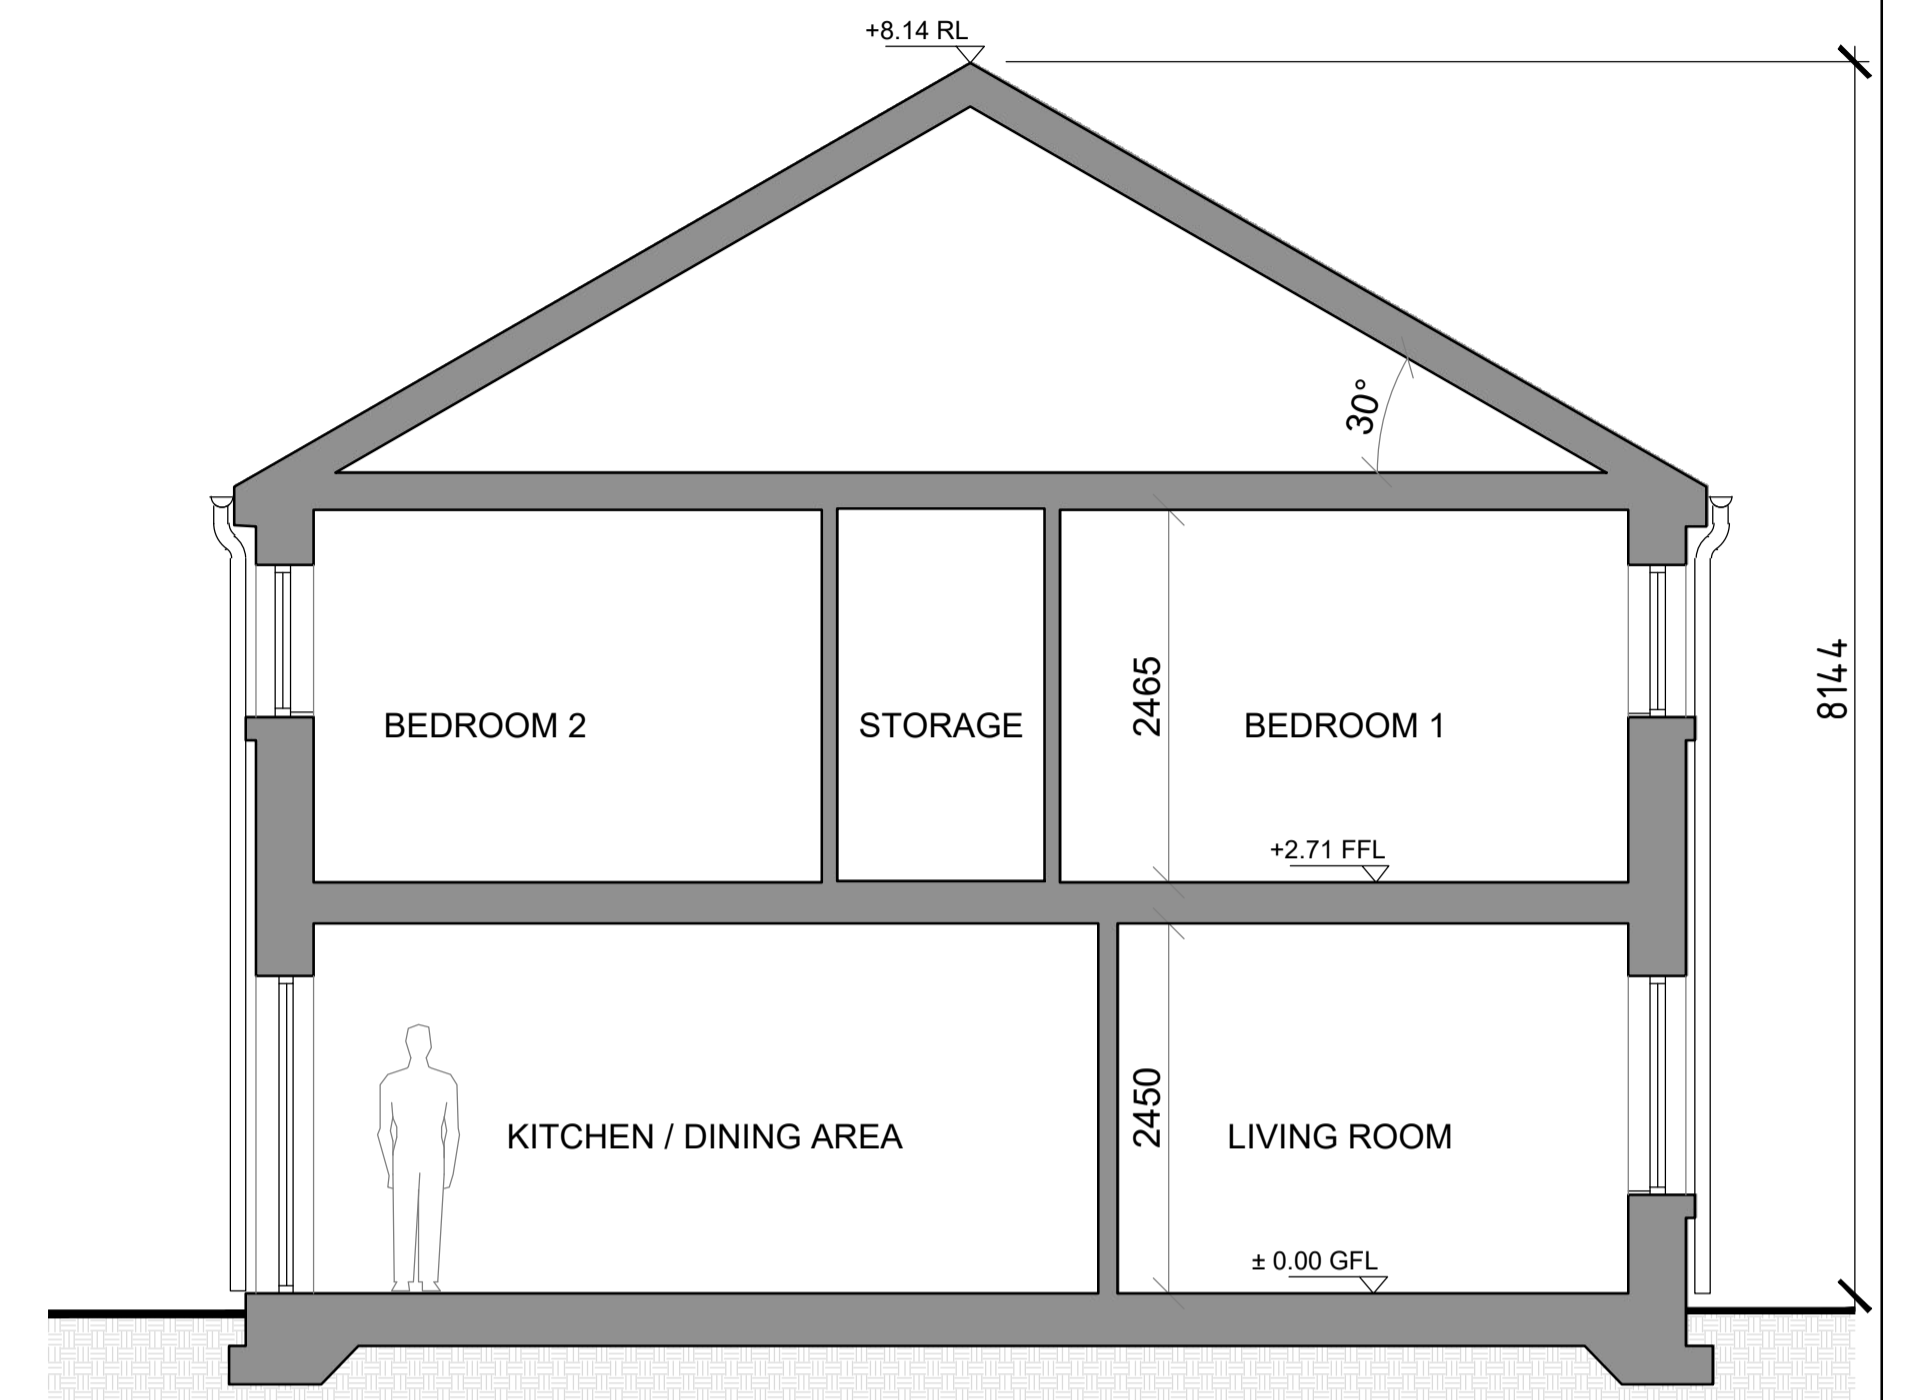 +8.14 RL
30°
8144
BEDROOM 2
STORAGE
2465
BEDROOM 1
+2.71 FFL
KITCHEN / DINING AREA
2450
LIVING ROOM
± 0.00 GFL